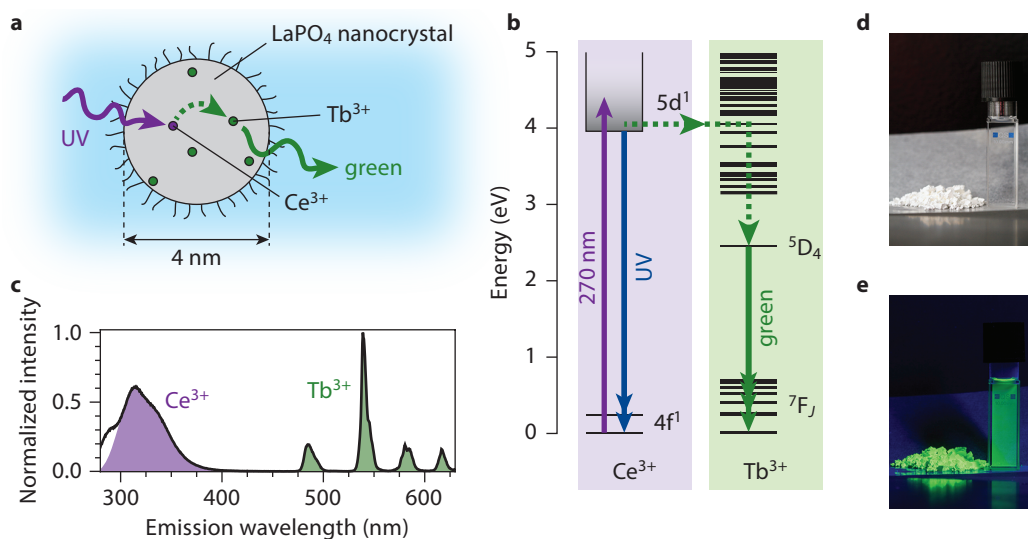 a
LaPO₄ nanocrystal
UV
Tb³⁺
green
Ce³⁺
4 nm
b
Energy (eV)
5
4
3
2
1
0
5d¹
270 nm
UV
green
⁵D₄
⁷F_J
4f¹
Ce³⁺
Tb³⁺
c
Normalized intensity
1.0
0.5
0.0
Ce³⁺
Tb³⁺
300
400
500
600
Emission wavelength (nm)
d
e